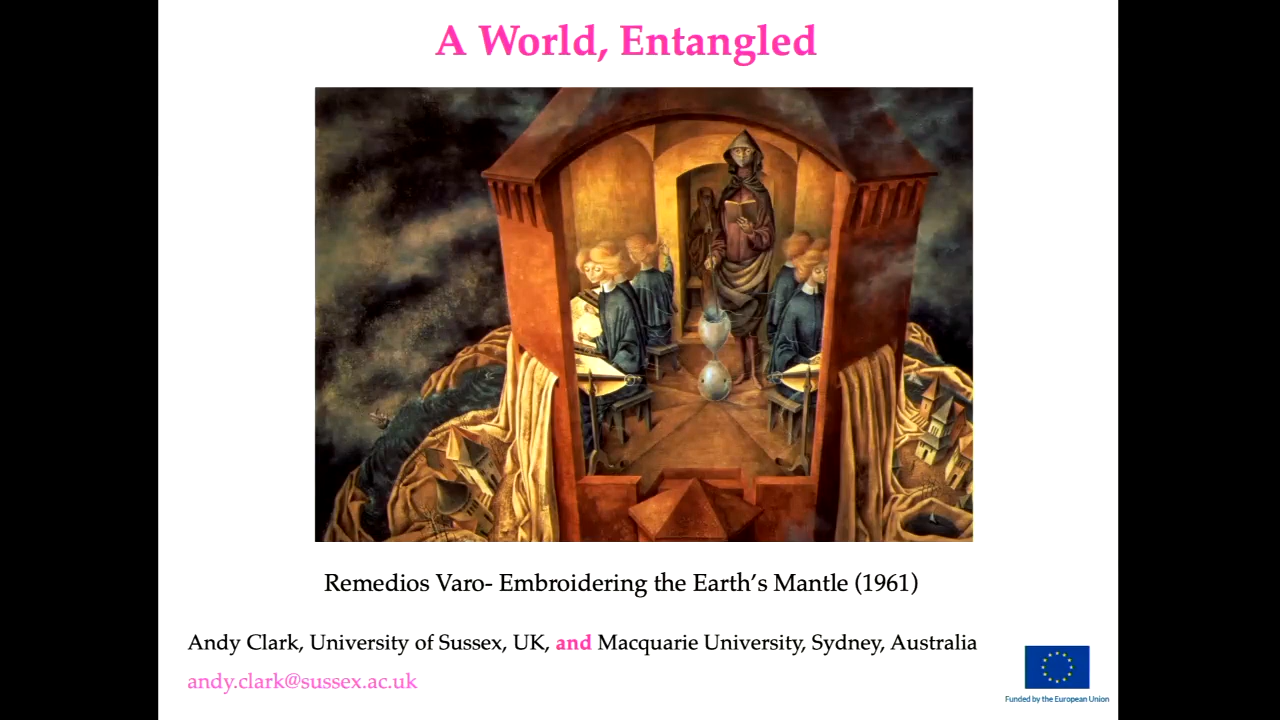 A World, Entangled
Remedios Varo- Embroidering the Earth's Mantle (1961)
Andy Clark, University of Sussex, UK, and Macquarie University, Sydney, Australia
andy.clark@sussex.ac.uk
Funded by the European Union